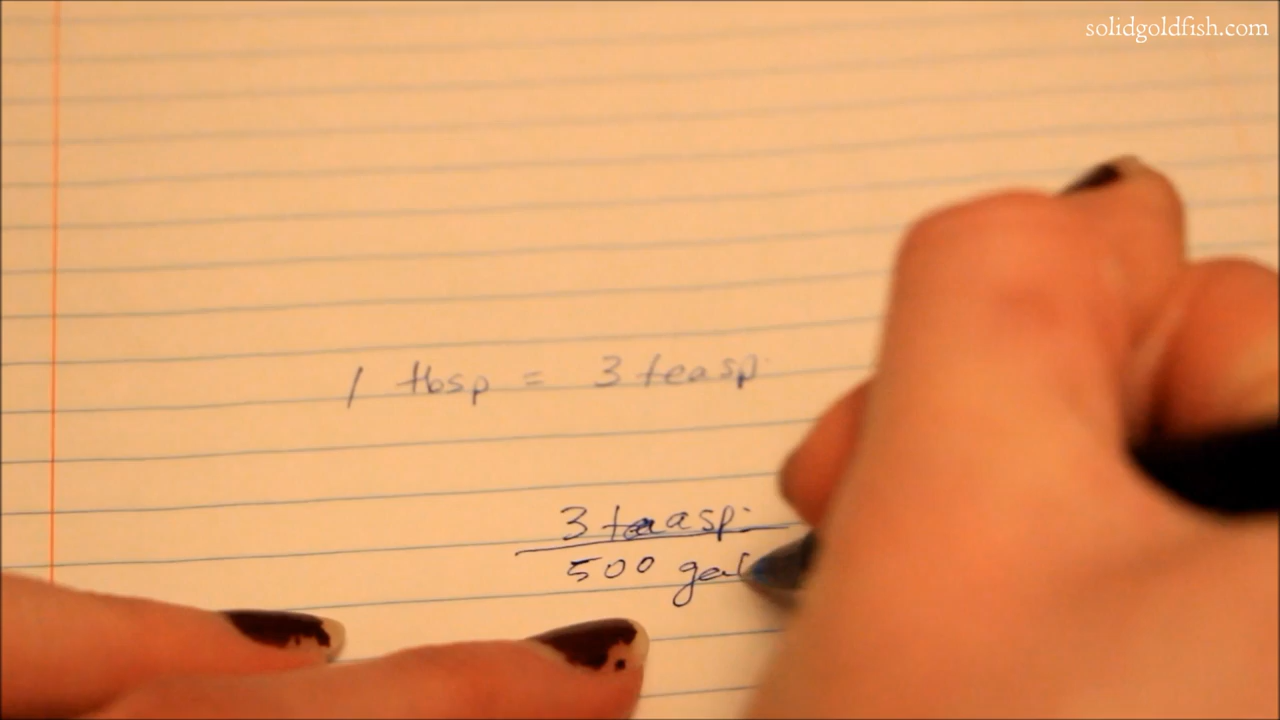 solidgoldfish.com
1 tbsp = 3 teasp.
3 teasp.
500 gal